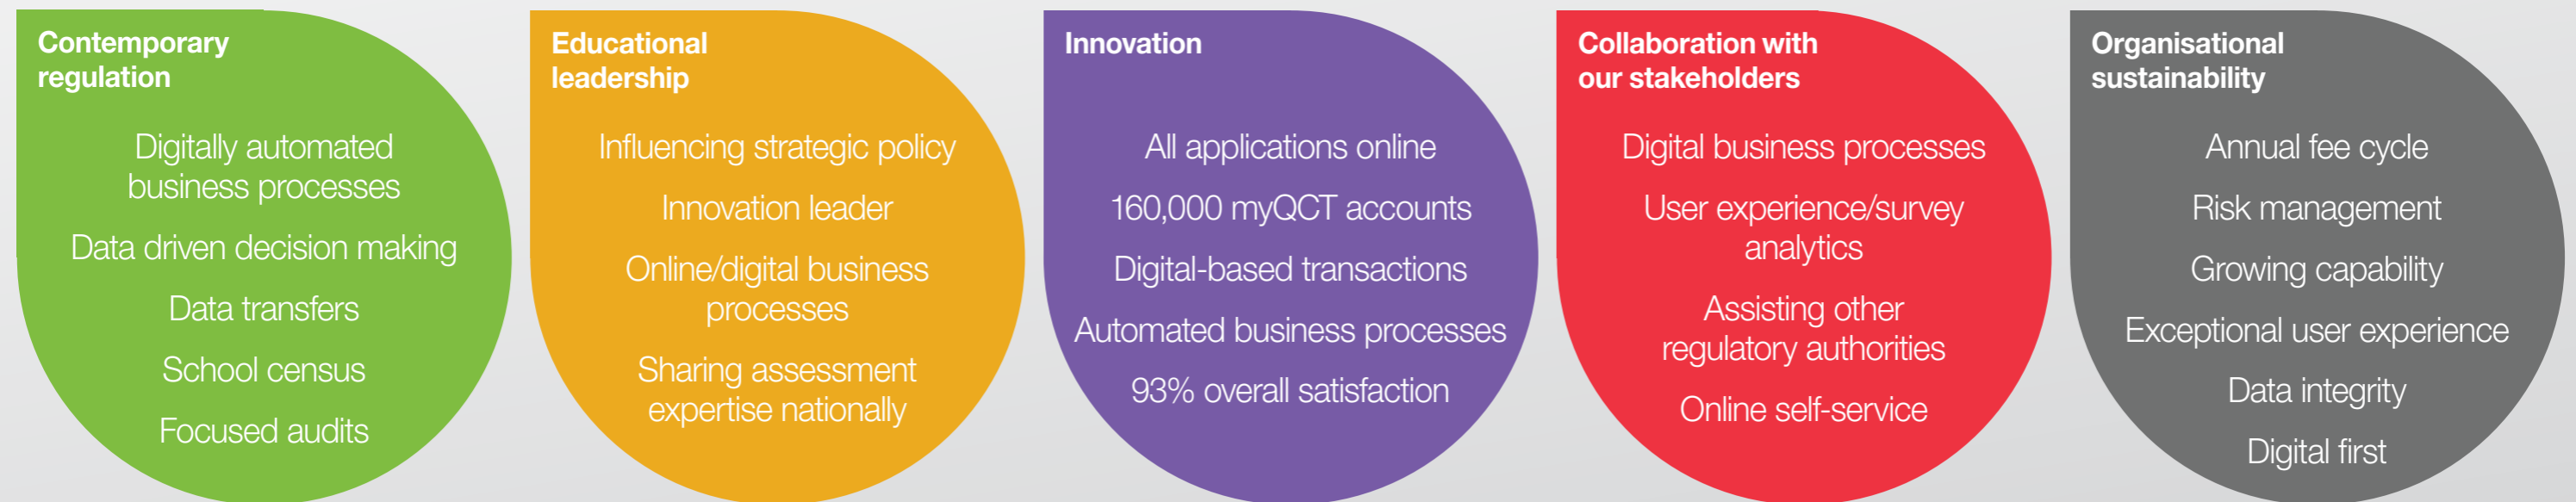 Contemporary
regulation
Digitally automated
business processes
Data driven decision making
Data transfers
School census
Focused audits
Educational
leadership
Influencing strategic policy
Innovation leader
Online/digital business
processes
Sharing assessment
expertise nationally
Innovation
All applications online
160,000 myQCT accounts
Digital-based transactions
Automated business processes
93% overall satisfaction
Collaboration with
our stakeholders
Digital business processes
User experience/survey
analytics
Assisting other
regulatory authorities
Online self-service
Organisational
sustainability
Annual fee cycle
Risk management
Growing capability
Exceptional user experience
Data integrity
Digital first